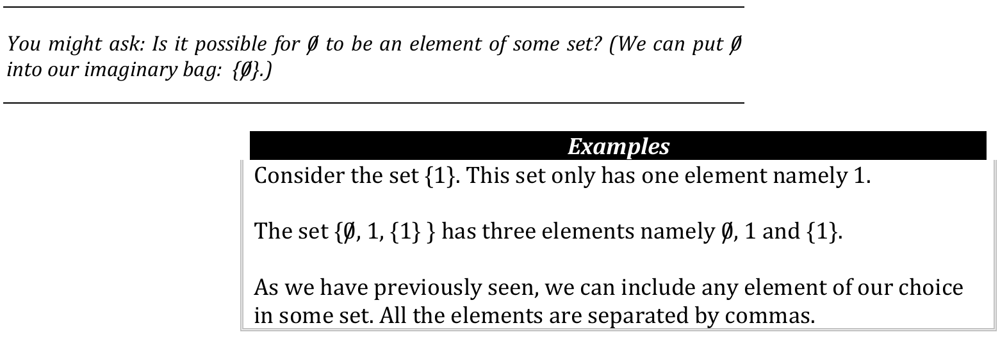 You might ask: Is it possible for ∅ to be an element of some set? (We can put ∅
into our imaginary bag: {∅}.)
Examples
Consider the set {1}. This set only has one element namely 1.
The set {∅, 1, {1} } has three elements namely ∅, 1 and {1}.
As we have previously seen, we can include any element of our choice
in some set. All the elements are separated by commas.